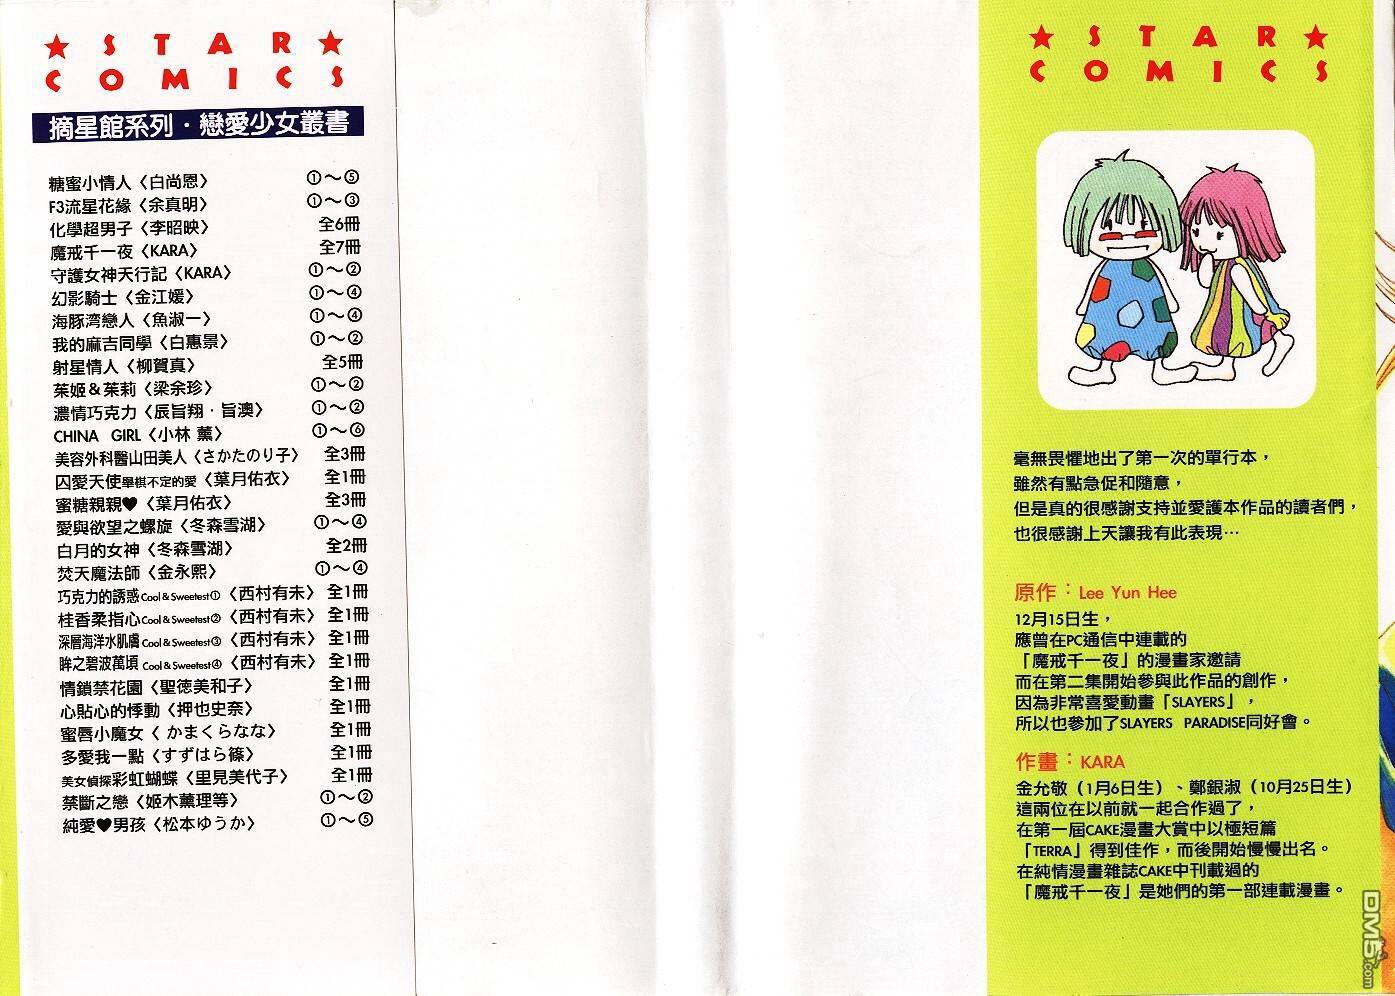 ★ S T A R ★
C O M I C S
摘星館系列・戀愛少女叢書
糖蜜小情人〈白尚恩〉 ①～⑤
F3流星花緣〈余真明〉 ①～③
化學超男子〈李昭映〉 全6冊
魔戒千一夜〈KARA〉 全7冊
守護女神天行記〈KARA〉 ①～②
幻影騎士〈金江媛〉 ①～④
海豚湾戀人〈魚淑一〉 ①～④
我的麻吉同學〈白惠景〉 ①～②
射星情人〈柳賀真〉 全5冊
茱姬＆茱莉〈梁余珍〉 ①～②
濃情巧克力〈辰旨翔・旨澳〉 ①～②
CHINA GIRL〈小林 薰〉 ①～⑥
美容外科醫山田美人〈さかたのり子〉 全3冊
囚愛天使舉棋不定的愛〈葉月佑衣〉 全1冊
蜜糖親親♥〈葉月佑衣〉 全3冊
愛與欲望之螺旋〈冬森雪湖〉 ①～④
白月的女神〈冬森雪湖〉 全2冊
焚天魔法師〈金永熙〉 ①～④
巧克力的誘惑 Cool & Sweetest①〈西村有未〉 全1冊
桂香柔指心 Cool & Sweetest②〈西村有未〉 全1冊
深層海洋水肌膚 Cool & Sweetest③〈西村有未〉 全1冊
眸之碧波萬頃 Cool & Sweetest④〈西村有未〉 全1冊
情鎖禁花園〈聖徳美和子〉 全1冊
心貼心的悸動〈押也史奈〉 全1冊
蜜唇小魔女〈かまくらなな〉 全1冊
多愛我一點〈すずはら篠〉 全1冊
美女偵探彩虹蝴蝶〈里見美代子〉 全1冊
禁斷之戀〈姬木薰理等〉 ①～②
純愛♥男孩〈松本ゆうか〉 ①～⑤
★ S T A R ★
C O M I C S
毫無畏懼地出了第一次的單行本，
雖然有點急促和隨意，
但是真的很感謝支持並愛護本作品的讀者們，
也很感謝上天讓我有此表現…
原作：Lee Yun Hee
12月15日生，
應曾在PC通信中連載的
「魔戒千一夜」的漫畫家邀請
而在第二集開始參與此作品的創作，
因為非常喜愛動畫「SLAYERS」，
所以也參加了SLAYERS PARADISE同好會。
作畫：KARA
金允敬（1月6日生）、鄭銀淑（10月25日生）
這兩位在以前就一起合作過了，
在第一屆CAKE漫畫大賞中以極短篇
「TERRA」得到佳作，而後開始慢慢出名。
在純情漫畫雜誌CAKE中刊載過的
「魔戒千一夜」是她們的第一部連載漫畫。
DM5.com